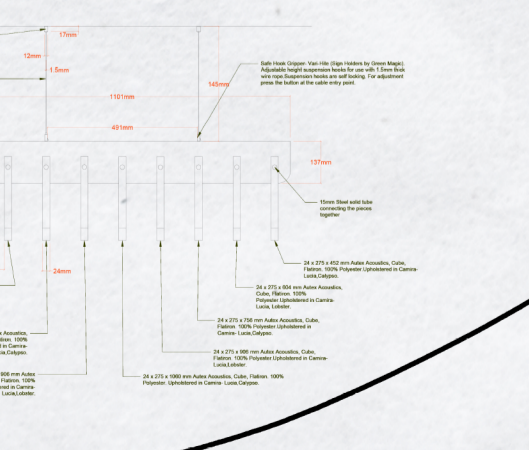 17mm
12mm
1.5mm
Safe Hook Gripper- Van Hile (Sign Holders by Green Magic).
Adjustable height suspension hooks for use with 1.5mm thick
wire rope.Suspension hooks are self locking. For adjustment
press the button at the cable entry point.
145mm
1101mm
491mm
137mm
15mm Steel solid tube
connecting the pieces
together
24 x 275 x 452 mm Autex Acoustics, Cube,
Flatiron. 100% Polyester Upholstered in Camira-
Lucia,Calypso.
24mm
24 x 275 x 604 mm Autex Acoustics,
Cube, Flatiron. 100%
Polyester Upholstered in Camira-
Lucia, Lobster.
24 x 275 x 756 mm Autex Acoustics, Cube,
Flatiron. 100% Polyester Upholstered in
Camira- Lucia,Calypso.
x Acoustics,
tiron. 100%
d in Camira-
cia,Calypso.
24 x 275 x 906 mm Autex Acoustics, Cube,
Flatiron. 100% Polyester Upholstered in Camira-
Lucia,Lobster.
906 mm Autex
Flatiron. 100%
ered in Camira-
Lucia,Lobster.
24 x 275 x 1060 mm Autex Acoustics, Cube, Flatiron. 100%
Polyester. Upholstered in Camira- Lucia,Calypso.